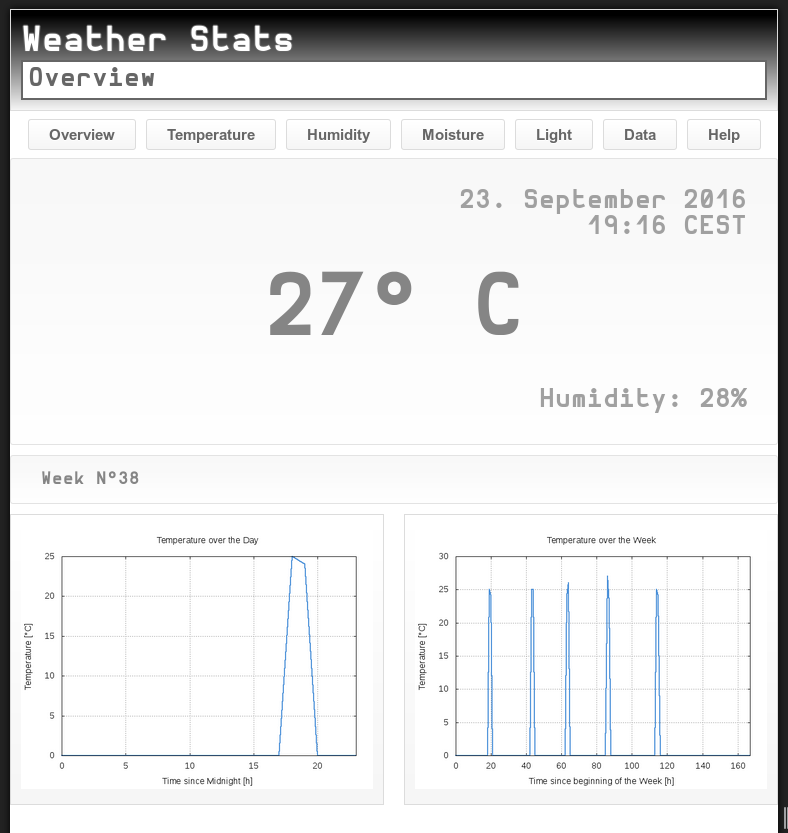 Weather Stats
Overview
Overview Temperature Humidity Moisture Light Data Help
23. September 2016
19:16 CEST
27° C
Humidity: 28%
Week N°38
Temperature over the Day
25
20
15
10
5
0
Temperature [°C]
0 5 10 15 20
Time since Midnight [h]
Temperature over the Week
30
25
20
15
10
5
0
Temperature [°C]
0 20 40 60 80 100 120 140 160
Time since beginning of the Week [h]